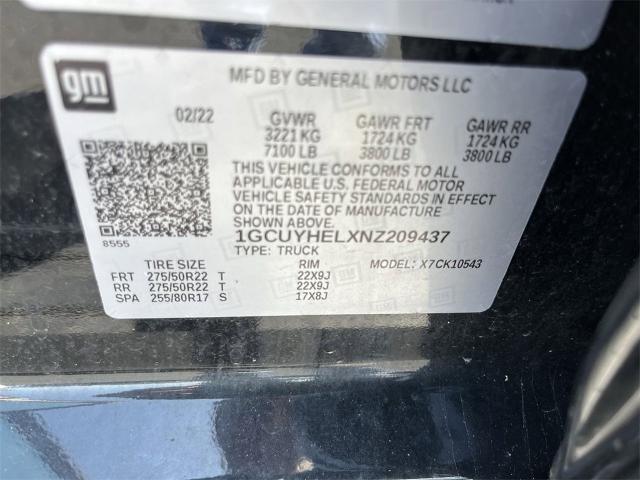 gm
MFD BY GENERAL MOTORS LLC
02/22 GVWR GAWR FRT GAWR RR
3221 KG 1724 KG 1724 KG
7100 LB 3800 LB 3800 LB
THIS VEHICLE CONFORMS TO ALL
APPLICABLE U.S. FEDERAL MOTOR
VEHICLE SAFETY STANDARDS IN EFFECT
ON THE DATE OF MANUFACTURE
SHOWN ABOVE.
8555 1GCUYHELXNZ209437
TYPE: TRUCK MODEL: X7CK10543
TIRE SIZE RIM
FRT 275/50R22 T 22X9J
RR 275/50R22 T 22X9J
SPA 255/80R17 S 17X8J